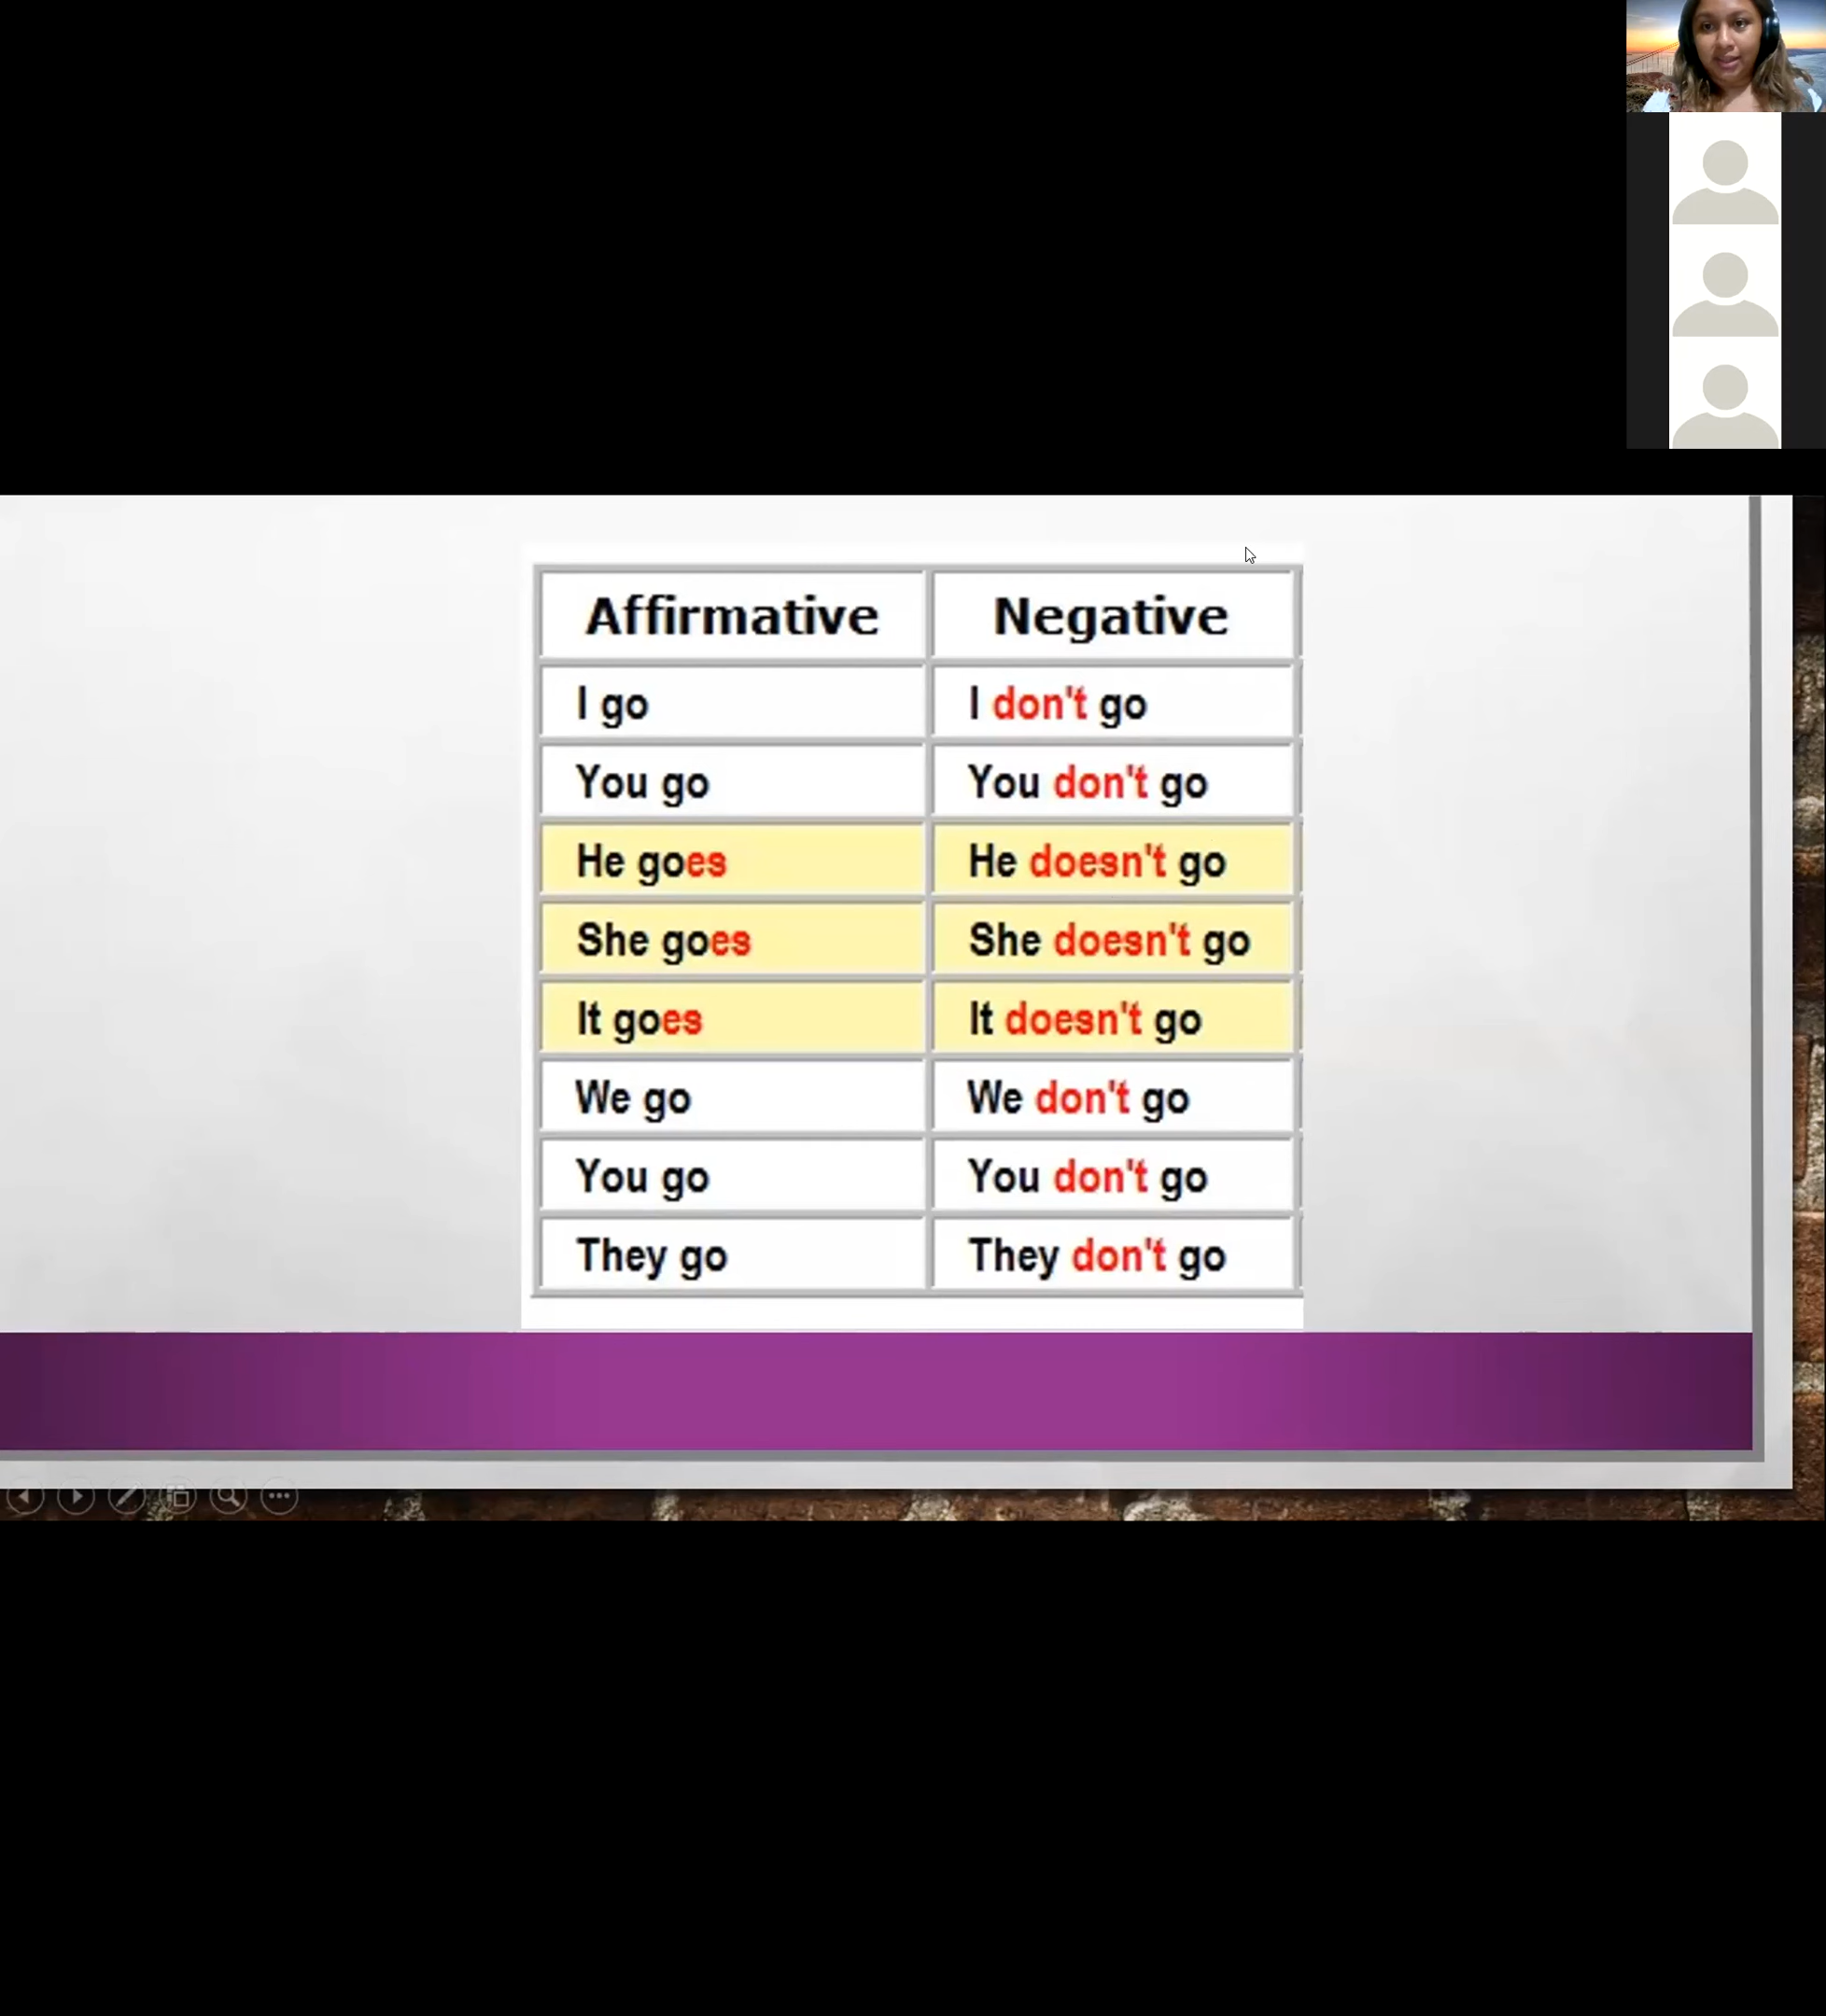 Affirmative Negative
I go I don't go
You go You don't go
He goes He doesn't go
She goes She doesn't go
It goes It doesn't go
We go We don't go
You go You don't go
They go They don't go